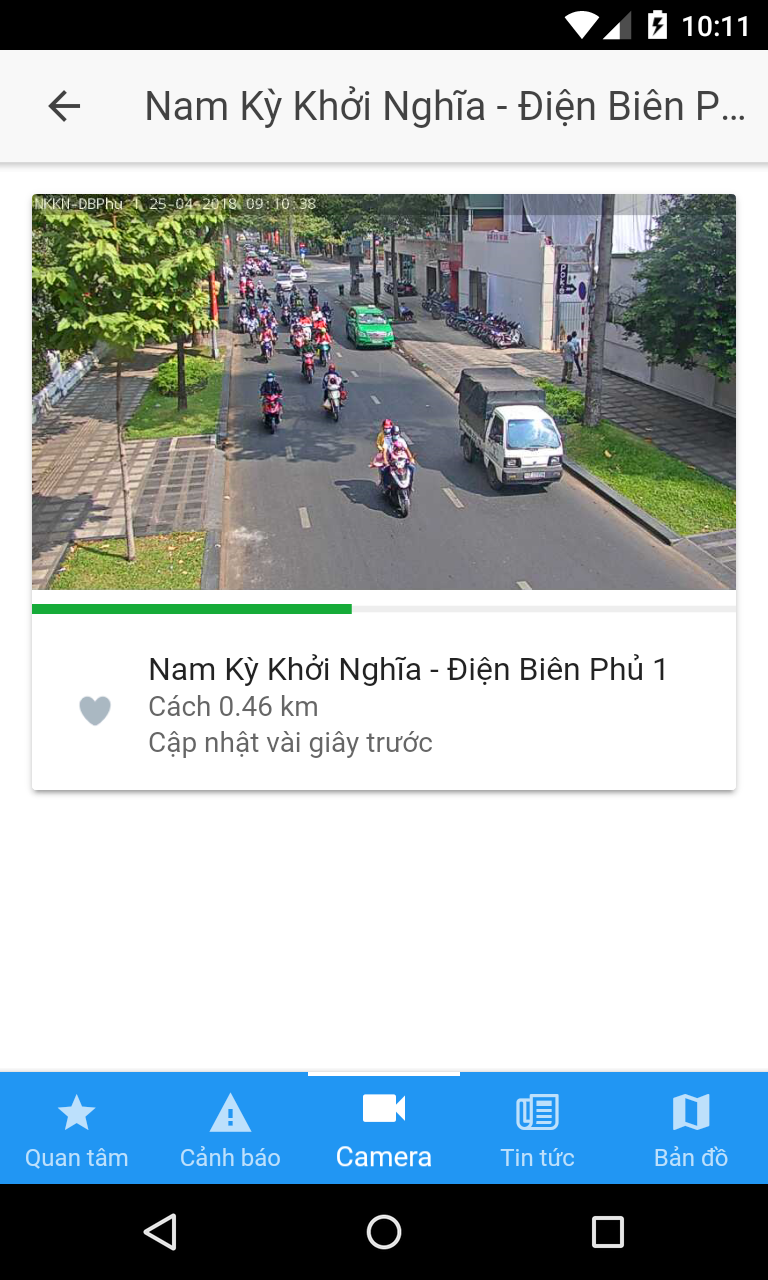 10:11
Nam Kỳ Khởi Nghĩa - Điện Biên P...
NKKN-DBPhu 1 25-04-2018 09:10:38
Nam Kỳ Khởi Nghĩa - Điện Biên Phủ 1
Cách 0.46 km
Cập nhật vài giây trước
Quan tâm
Cảnh báo
Camera
Tin tức
Bản đồ